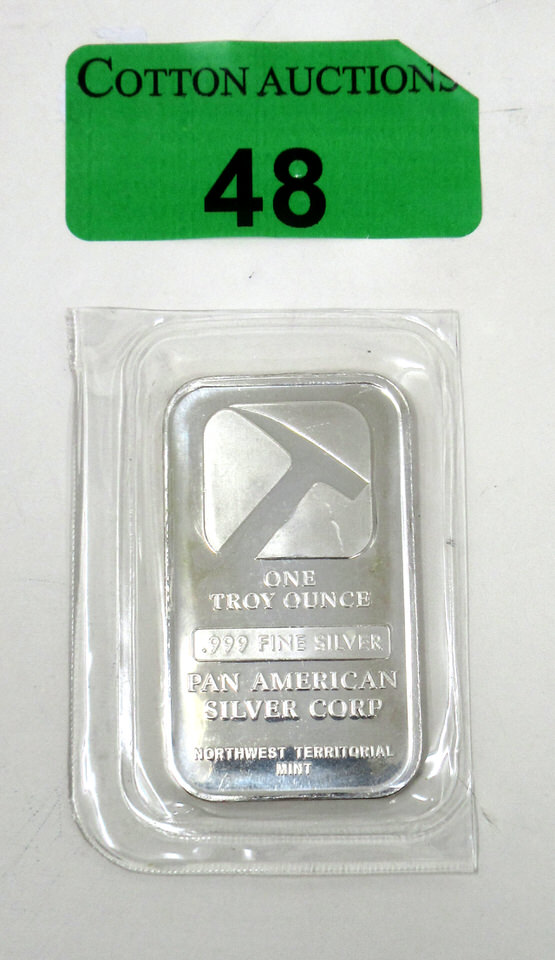 COTTON AUCTIONS
48
ONE
TROY OUNCE
.999 FINE SILVER
PAN AMERICAN
SILVER CORP
NORTHWEST TERRITORIAL
MINT